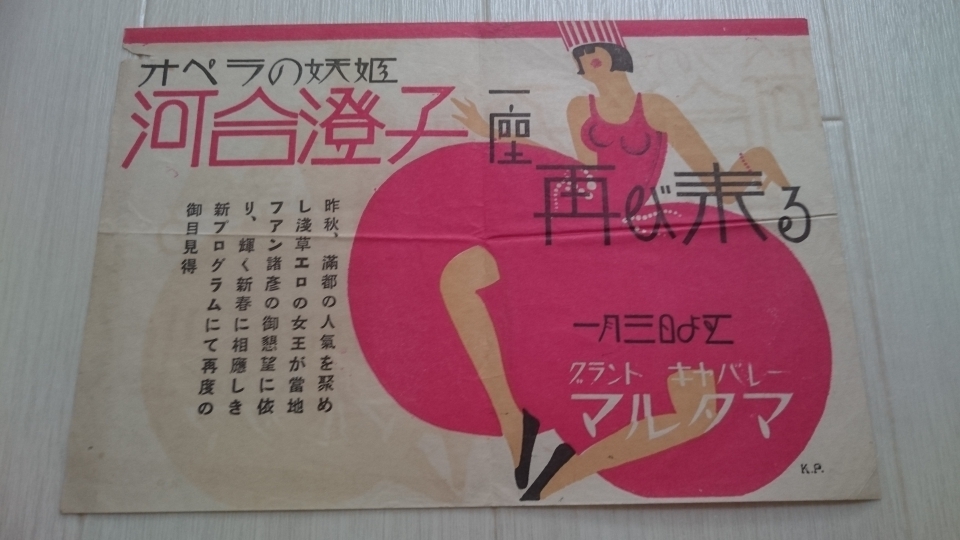 オペラの妖姫
河合澄子
一座
再び来る
昨秋、滿都の人氣を聚め
し淺草エロの女王が當地
フアン諸彦の御懇望に依
り、輝く新春に相應しき
新プログラムにて再度の
御目見得
一月三日より
グランド キャバレー
マルタマ
K.P.